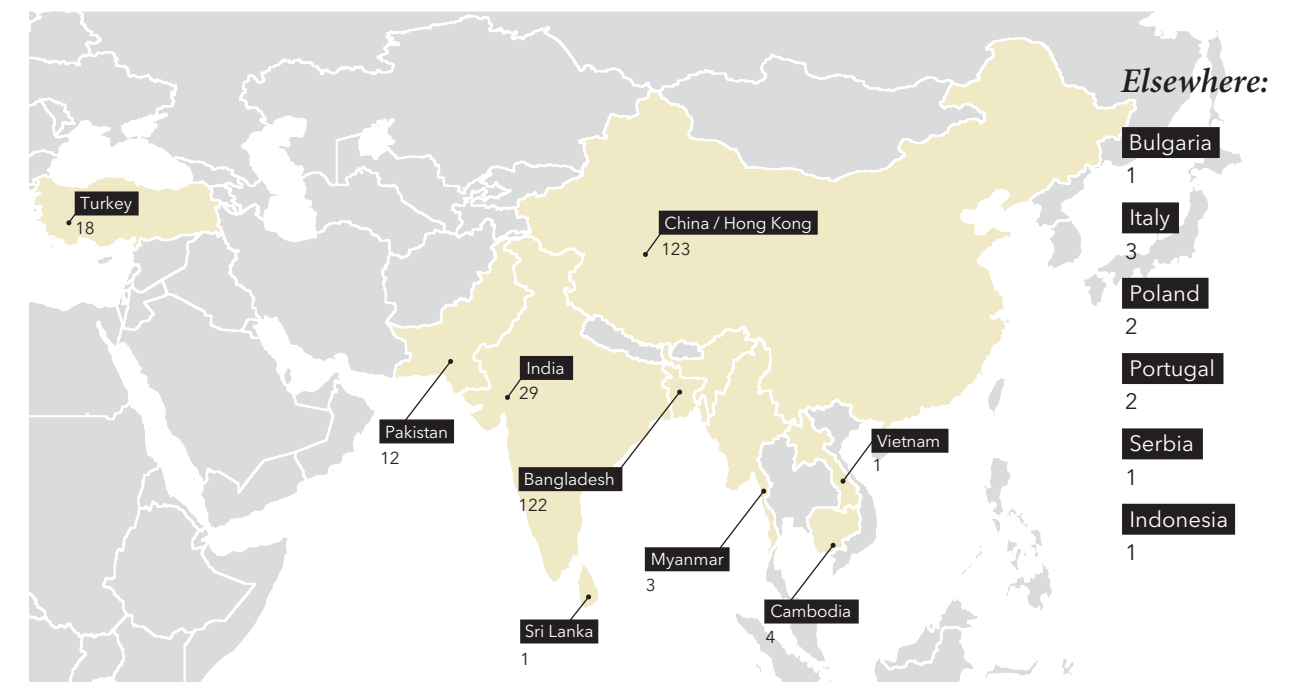 Elsewhere:
Bulgaria
1
Italy
3
Poland
2
Portugal
2
Serbia
1
Indonesia
1
Turkey
18
China / Hong Kong
123
India
29
Pakistan
12
Bangladesh
122
Vietnam
1
Myanmar
3
Cambodia
4
Sri Lanka
1